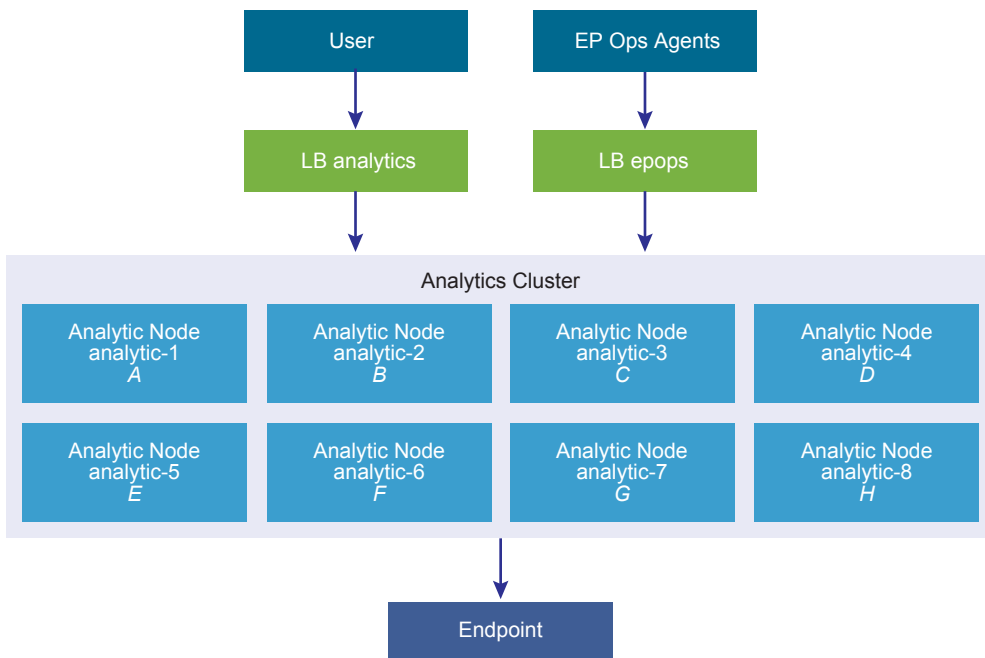 User
EP Ops Agents
LB analytics
LB epops
Analytics Cluster
Analytic Node
analytic-1
A
Analytic Node
analytic-2
B
Analytic Node
analytic-3
C
Analytic Node
analytic-4
D
Analytic Node
analytic-5
E
Analytic Node
analytic-6
F
Analytic Node
analytic-7
G
Analytic Node
analytic-8
H
Endpoint